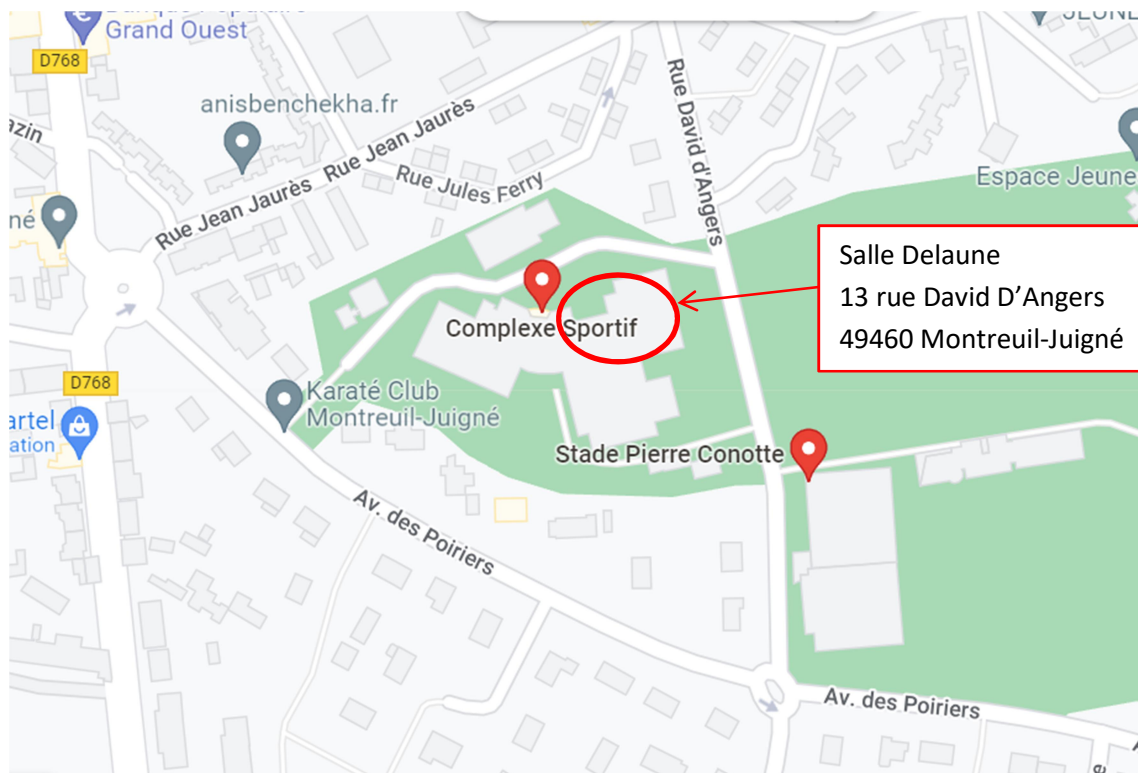 Grand Ouest
D768
anisbenchekha.fr
Rue Jean Jaurès
Rue Jean Jaurès
Rue Jules Ferry
Rue David d'Angers
Espace Jeune
Salle Delaune
13 rue David D’Angers
49460 Montreuil-Juigné
Complexe Sportif
D768
Karaté Club
Montreuil-Juigné
Stade Pierre Conotte
Av. des Poiriers
Av. des Poiriers